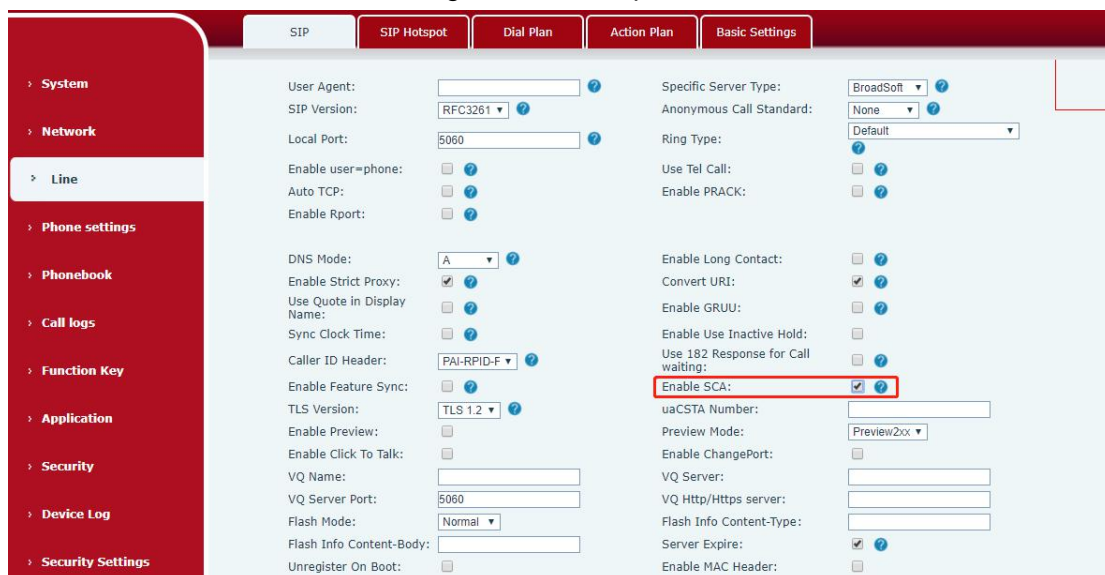 SIP
SIP Hotspot
Dial Plan
Action Plan
Basic Settings
› System
› Network
› Line
› Phone settings
› Phonebook
› Call logs
› Function Key
› Application
› Security
› Device Log
› Security Settings
User Agent:
Specific Server Type: BroadSoft
SIP Version: RFC3261
Anonymous Call Standard: None
Local Port: 5060
Ring Type: Default
Enable user=phone:
Use Tel Call:
Auto TCP:
Enable PRACK:
Enable Rport:
DNS Mode: A
Enable Long Contact:
Enable Strict Proxy:
Convert URI:
Use Quote in Display
Name:
Enable GRUU:
Sync Clock Time:
Enable Use Inactive Hold:
Caller ID Header: PAI-RPID-F
Use 182 Response for Call
waiting:
Enable Feature Sync:
Enable SCA:
TLS Version: TLS 1.2
uaCSTA Number:
Enable Preview:
Preview Mode: Preview2xx
Enable Click To Talk:
Enable ChangePort:
VQ Name:
VQ Server:
VQ Server Port: 5060
VQ Http/Https server:
Flash Mode: Normal
Flash Info Content-Type:
Flash Info Content-Body:
Server Expire:
Unregister On Boot:
Enable MAC Header: